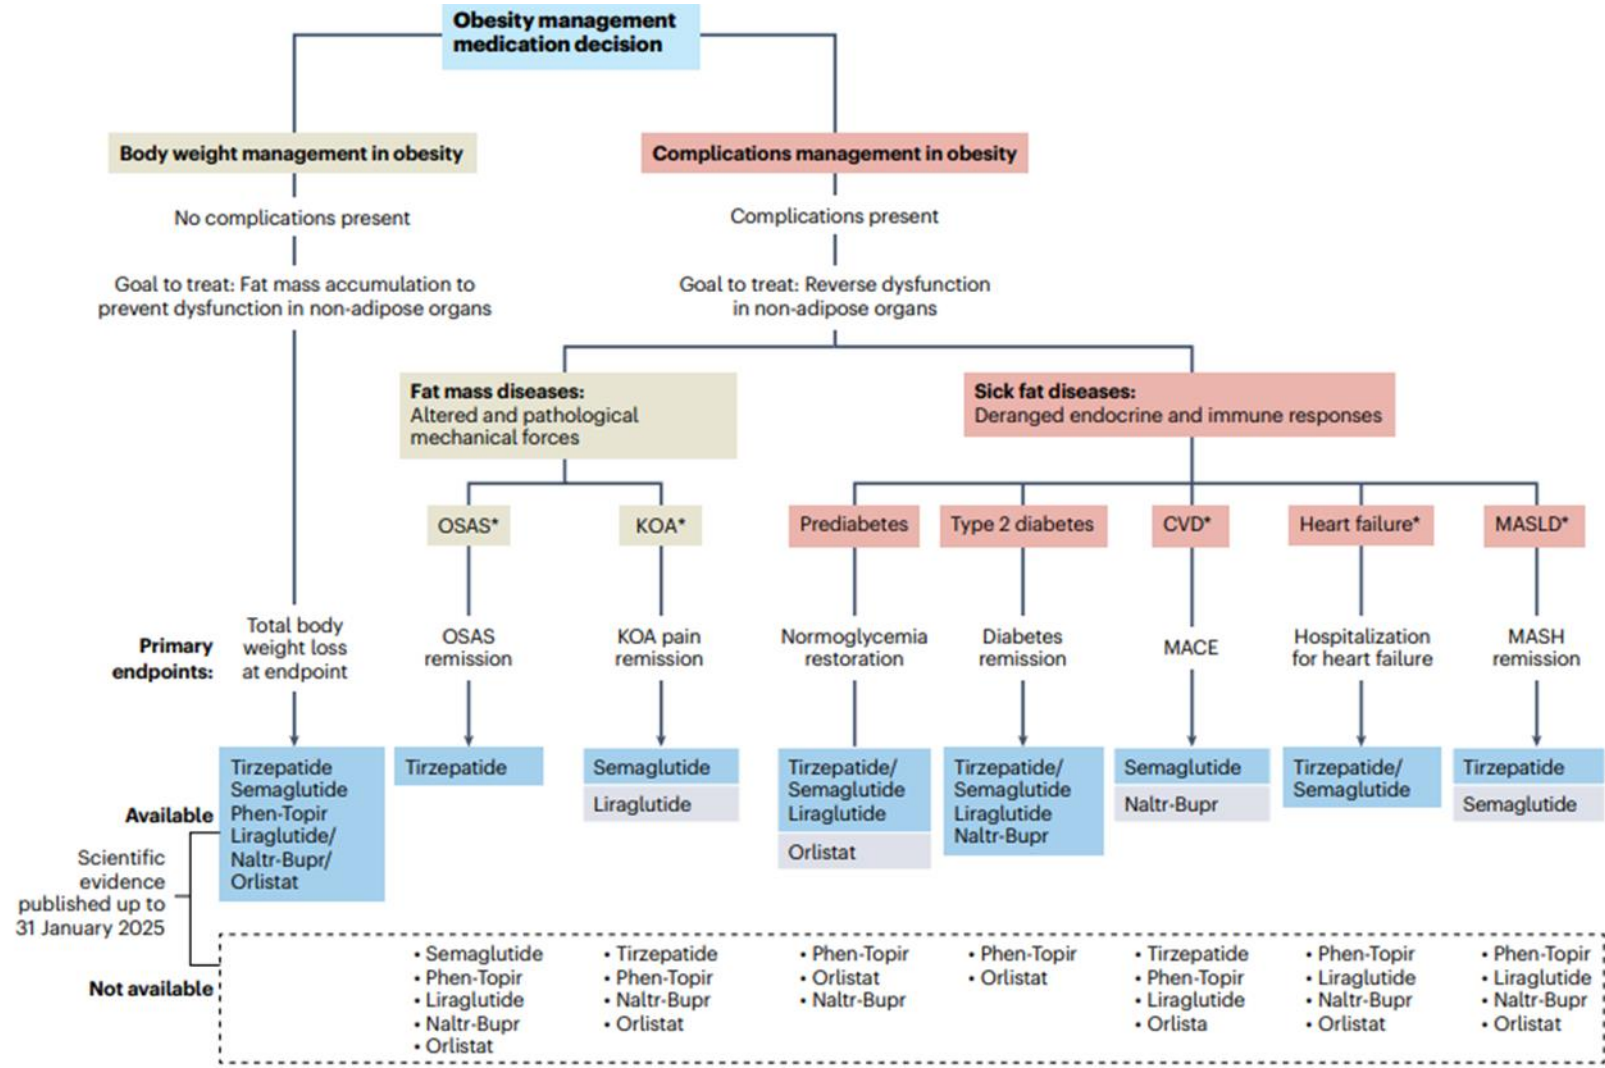 Obesity management
medication decision
Body weight management in obesity
Complications management in obesity
No complications present
Complications present
Goal to treat: Fat mass accumulation to
prevent dysfunction in non-adipose organs
Goal to treat: Reverse dysfunction
in non-adipose organs
Fat mass diseases:
Altered and pathological
mechanical forces
Sick fat diseases:
Deranged endocrine and immune responses
OSAS*
KOA*
Prediabetes
Type 2 diabetes
CVD*
Heart failure*
MASLD*
Primary
endpoints:
Total body
weight loss
at endpoint
OSAS
remission
KOA pain
remission
Normoglycemia
restoration
Diabetes
remission
MACE
Hospitalization
for heart failure
MASH
remission
Available
Tirzepatide
Semaglutide
Phen-Topir
Liraglutide/
Naltr-Bupr/
Orlistat
Tirzepatide
Semaglutide
Liraglutide
Tirzepatide/
Semaglutide
Liraglutide
Orlistat
Tirzepatide/
Semaglutide
Liraglutide
Naltr-Bupr
Semaglutide
Naltr-Bupr
Tirzepatide/
Semaglutide
Tirzepatide
Semaglutide
Scientific
evidence
published up to
31 January 2025
Not available
• Semaglutide
• Phen-Topir
• Liraglutide
• Naltr-Bupr
• Orlistat
• Tirzepatide
• Phen-Topir
• Naltr-Bupr
• Orlistat
• Phen-Topir
• Orlistat
• Naltr-Bupr
• Phen-Topir
• Orlistat
• Tirzepatide
• Phen-Topir
• Liraglutide
• Orlista
• Phen-Topir
• Liraglutide
• Naltr-Bupr
• Orlistat
• Phen-Topir
• Liraglutide
• Naltr-Bupr
• Orlistat